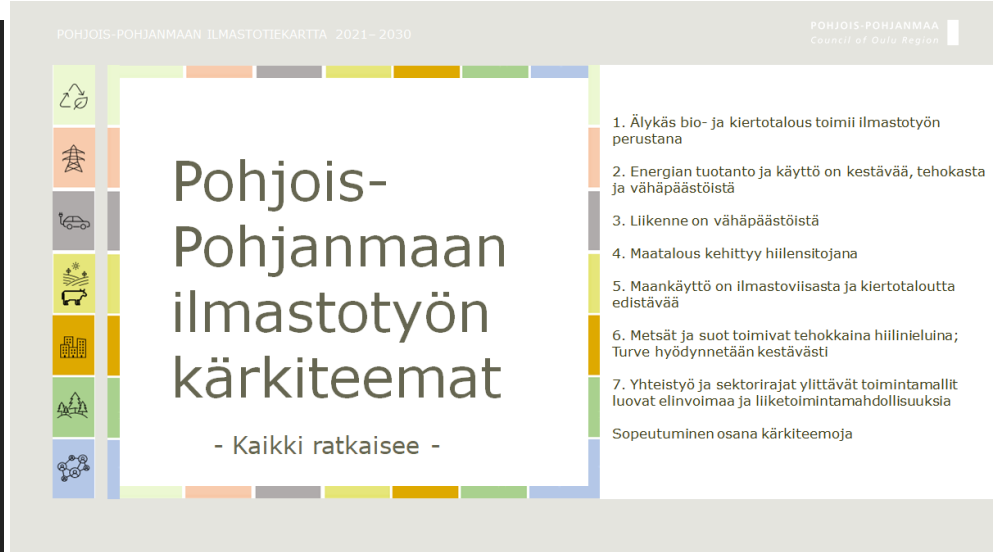 POHJOIS-POHJANMAAN ILMASTOTIEKARTTA 2021– 2030
POHJOIS-POHJANMAA
Council of Oulu Region
Pohjois-
Pohjanmaan
ilmastotyön
kärkiteemat
- Kaikki ratkaisee -
1. Älykäs bio- ja kiertotalous toimii ilmastotyön
perustana
2. Energian tuotanto ja käyttö on kestävää, tehokasta
ja vähäpäästöistä
3. Liikenne on vähäpäästöistä
4. Maatalous kehittyy hiilensitojana
5. Maankäyttö on ilmastoviisasta ja kiertotaloutta
edistävää
6. Metsät ja suot toimivat tehokkaina hiilinieluina;
Turve hyödynnetään kestävästi
7. Yhteistyö ja sektorirajat ylittävät toimintamallit
luovat elinvoimaa ja liiketoimintamahdollisuuksia
Sopeutuminen osana kärkiteemoja